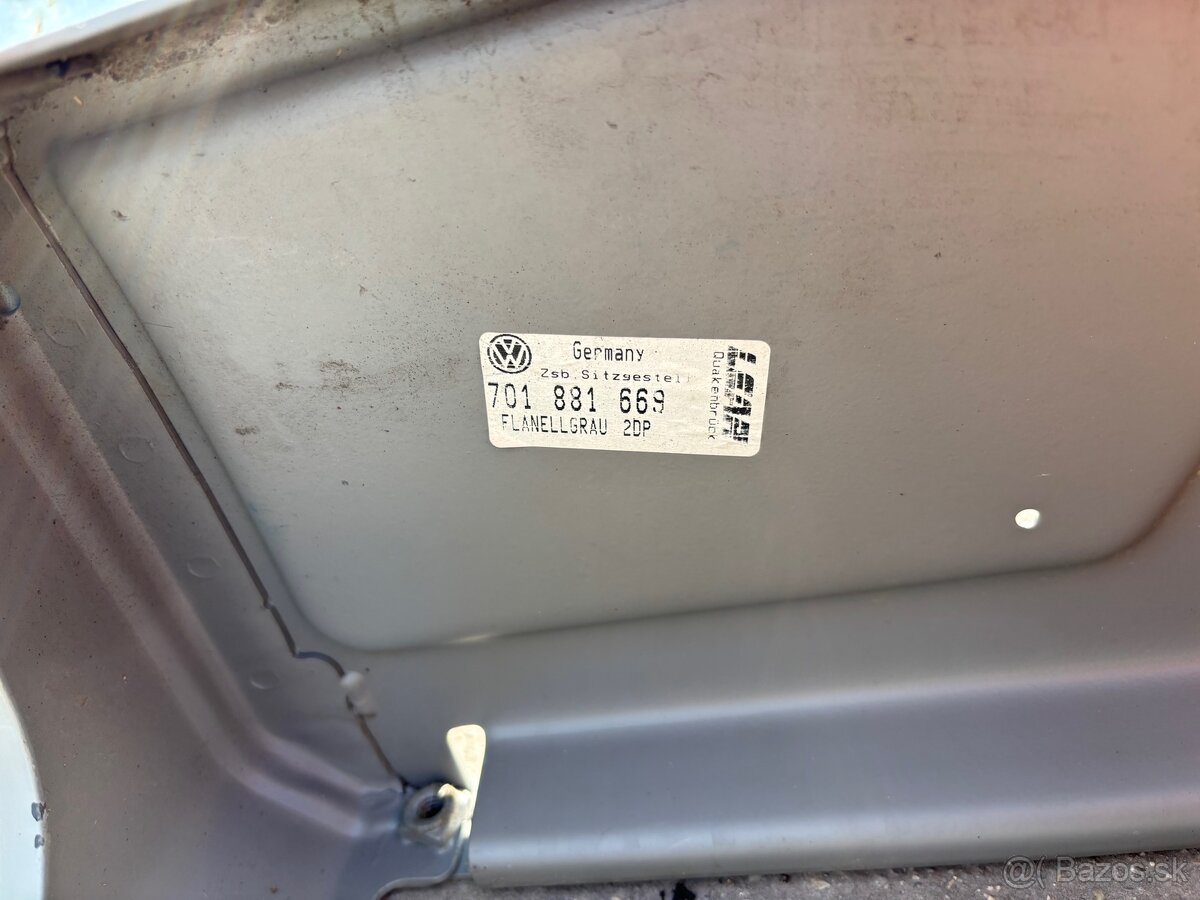 Germany
Zsb.Sitzgestell
701 881 669
FLANELLGRAU 2DP
Quakenbrück
@( Bazos.sk